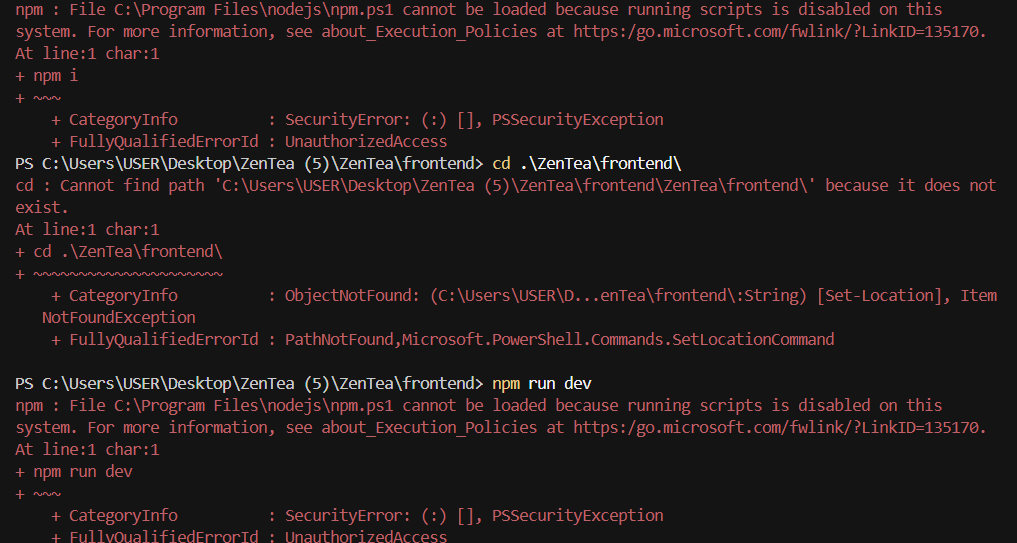 npm : File C:\Program Files\nodejs\npm.ps1 cannot be loaded because running scripts is disabled on this
system. For more information, see about_Execution_Policies at https:/go.microsoft.com/fwlink/?LinkID=135170.
At line:1 char:1
+ npm i
+ ~~~
    + CategoryInfo          : SecurityError: (:) [], PSSecurityException
    + FullyQualifiedErrorId : UnauthorizedAccess
PS C:\Users\USER\Desktop\ZenTea (5)\ZenTea\frontend> cd .\ZenTea\frontend\
cd : Cannot find path 'C:\Users\USER\Desktop\ZenTea (5)\ZenTea\frontend\ZenTea\frontend\' because it does not
exist.
At line:1 char:1
+ cd .\ZenTea\frontend\
+ ~~~~~~~~~~~~~~~~~~~~~
    + CategoryInfo          : ObjectNotFound: (C:\Users\USER\D...enTea\frontend\:String) [Set-Location], Item
   NotFoundException
    + FullyQualifiedErrorId : PathNotFound,Microsoft.PowerShell.Commands.SetLocationCommand
PS C:\Users\USER\Desktop\ZenTea (5)\ZenTea\frontend> npm run dev
npm : File C:\Program Files\nodejs\npm.ps1 cannot be loaded because running scripts is disabled on this
system. For more information, see about_Execution_Policies at https:/go.microsoft.com/fwlink/?LinkID=135170.
At line:1 char:1
+ npm run dev
+ ~~~
    + CategoryInfo          : SecurityError: (:) [], PSSecurityException
    + FullyQualifiedErrorId : UnauthorizedAccess